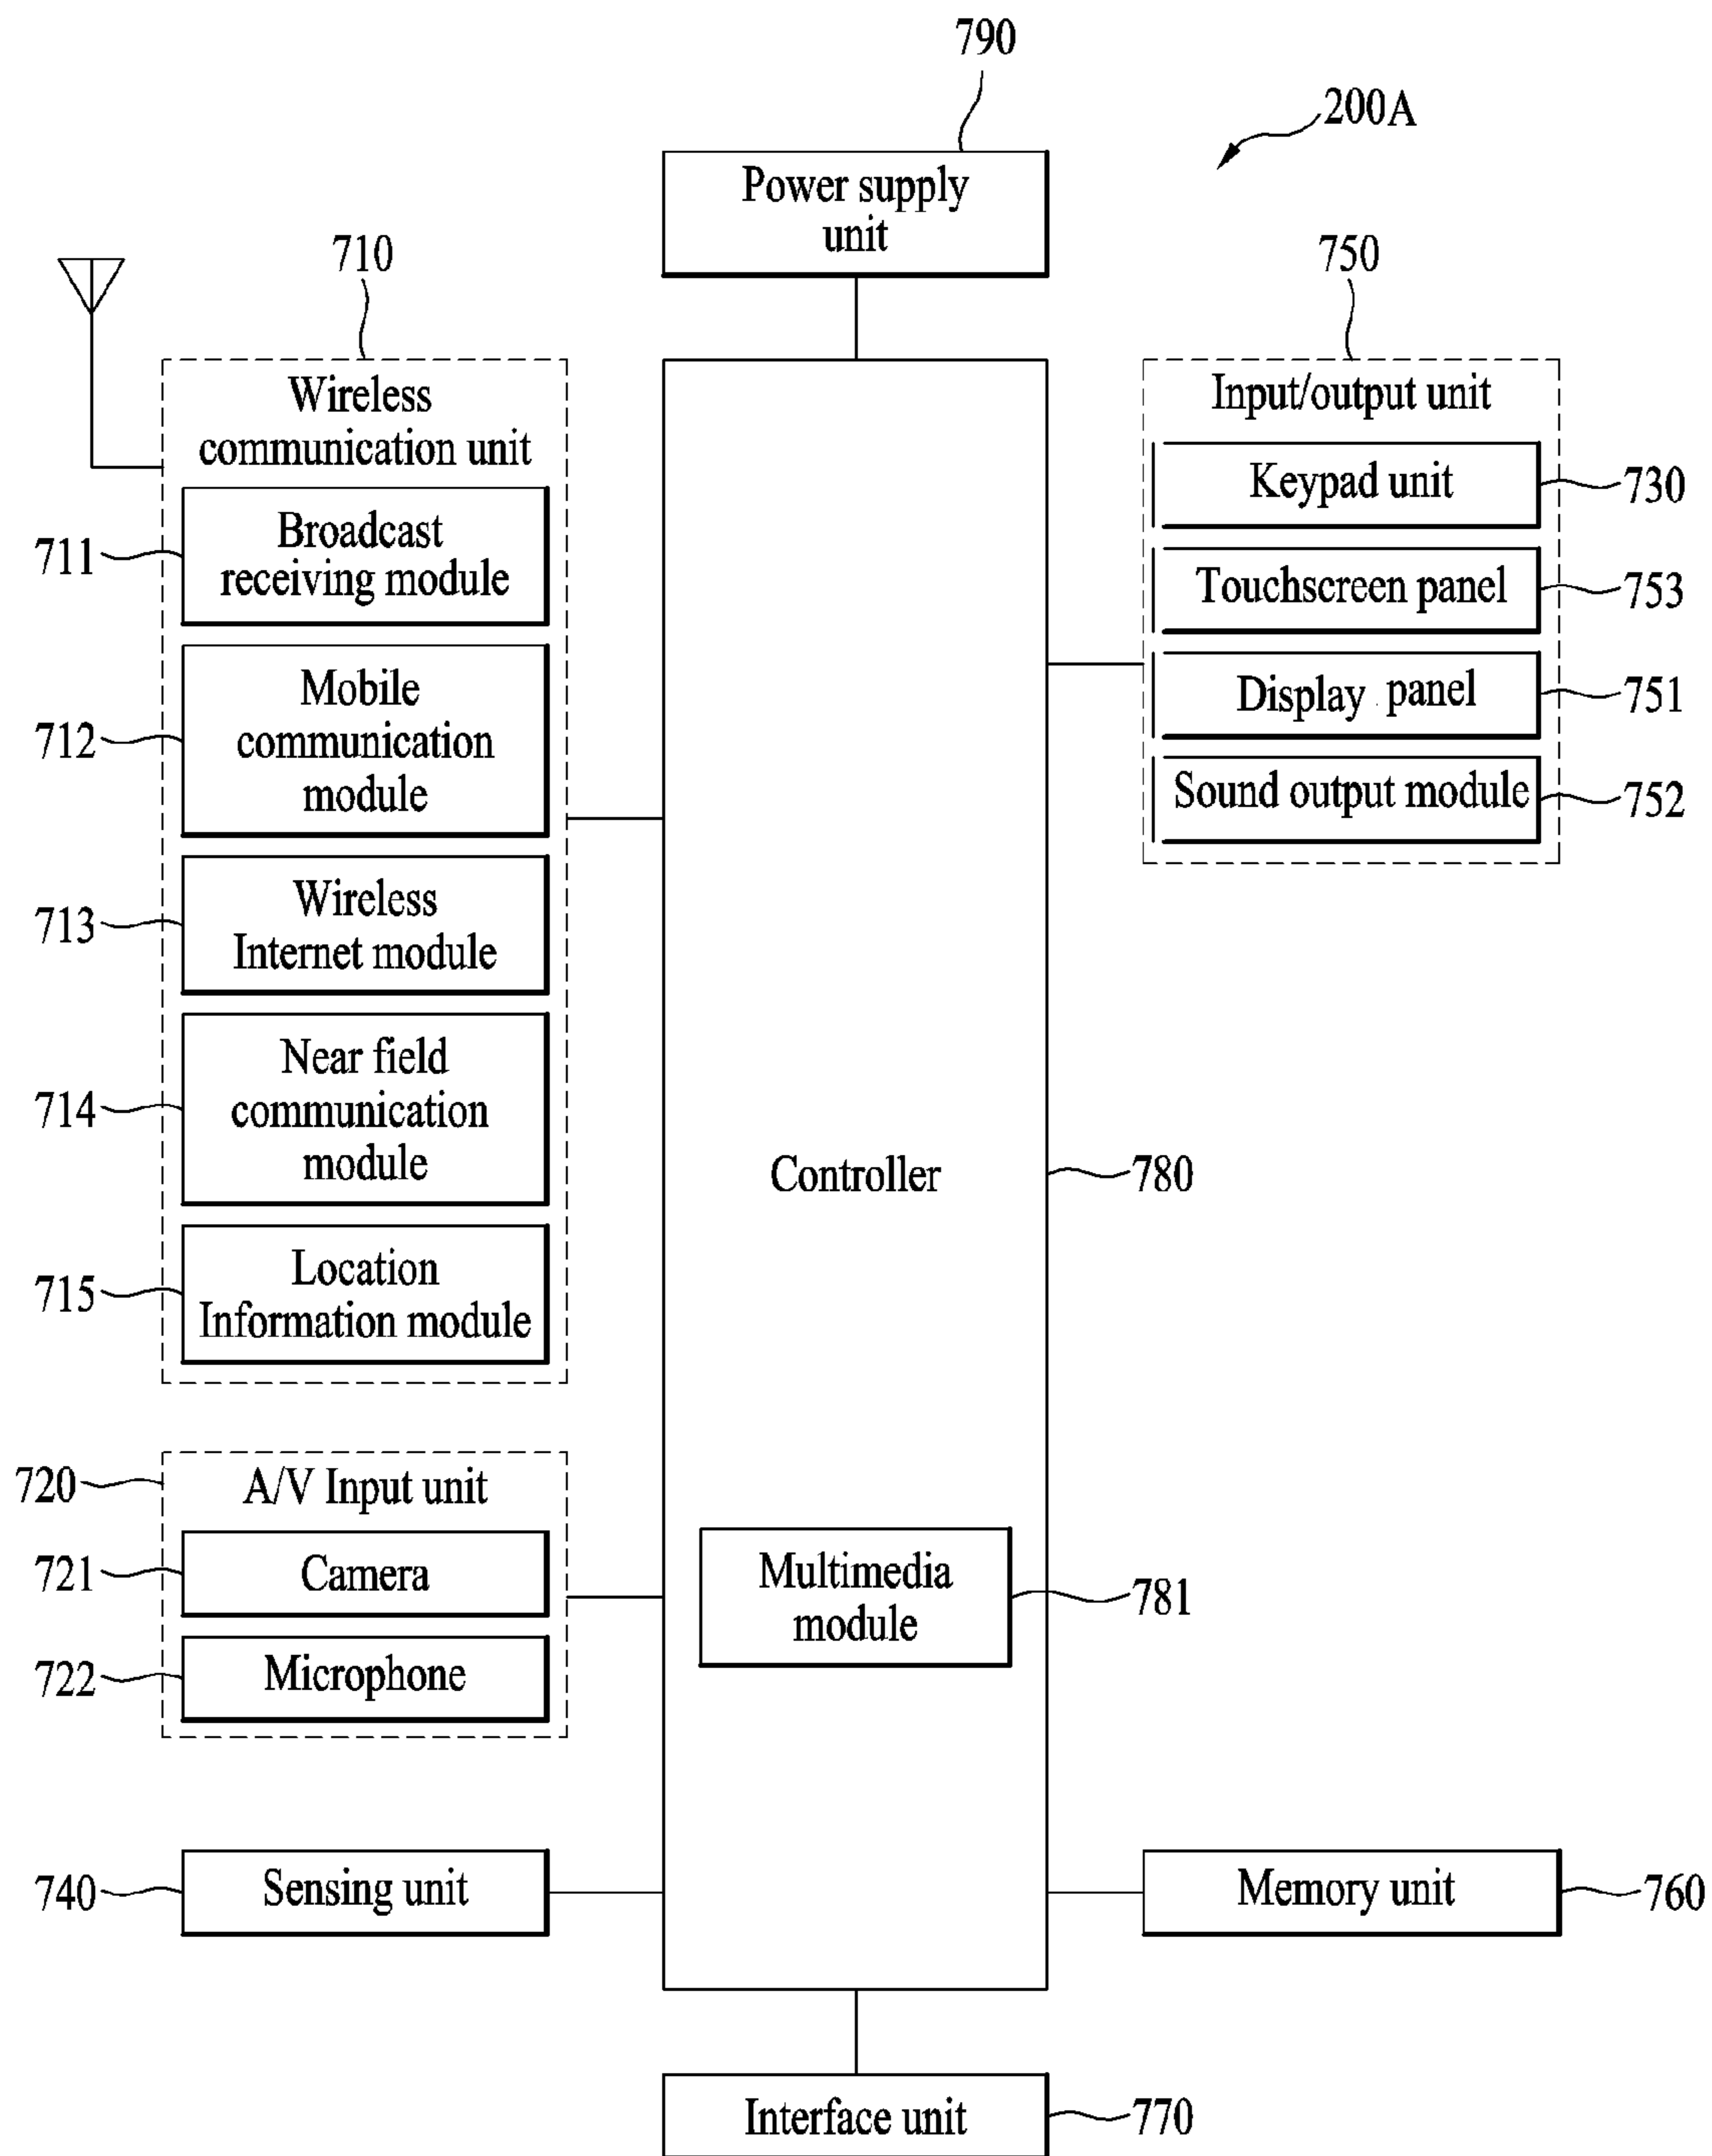 790
200A
Power supply
unit
710
750
Wireless
communication unit
Input/output unit
Keypad unit
730
711
Broadcast
receiving module
Touchscreen panel
753
712
Mobile
communication
module
Display panel
751
Sound output module
752
713
Wireless
Internet module
714
Near field
communication
module
Controller
780
715
Location
Information module
720
A/V Input unit
721
Camera
Multimedia
module
781
722
Microphone
740
Sensing unit
Memory unit
760
Interface unit
770